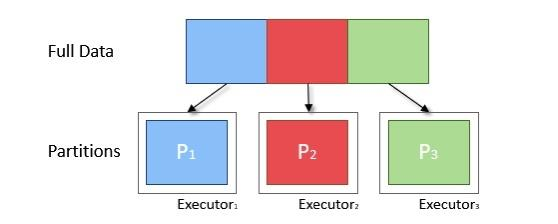 Full Data
Partitions
P₁ P₂ P₃
Executor₁ Executor₂ Executor₃